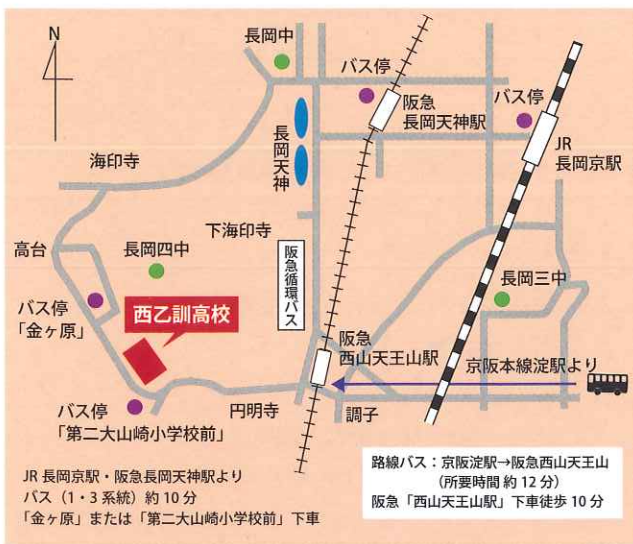 N
長岡中
バス停
阪急
長岡天神駅
バス停
JR
長岡京駅
長岡天神
海印寺
下海印寺
阪急循環バス
高台
長岡四中
長岡三中
バス停
「金ヶ原」
西乙訓高校
阪急
西山天王山駅
京阪本線淀駅より
バス停
「第二大山崎小学校前」
円明寺
調子
JR 長岡京駅・阪急長岡天神駅より
バス（1・3系統）約10分
「金ヶ原」または「第二大山崎小学校前」下車
路線バス：京阪淀駅→阪急西山天王山
（所要時間 約12分）
阪急「西山天王山駅」下車徒歩10分